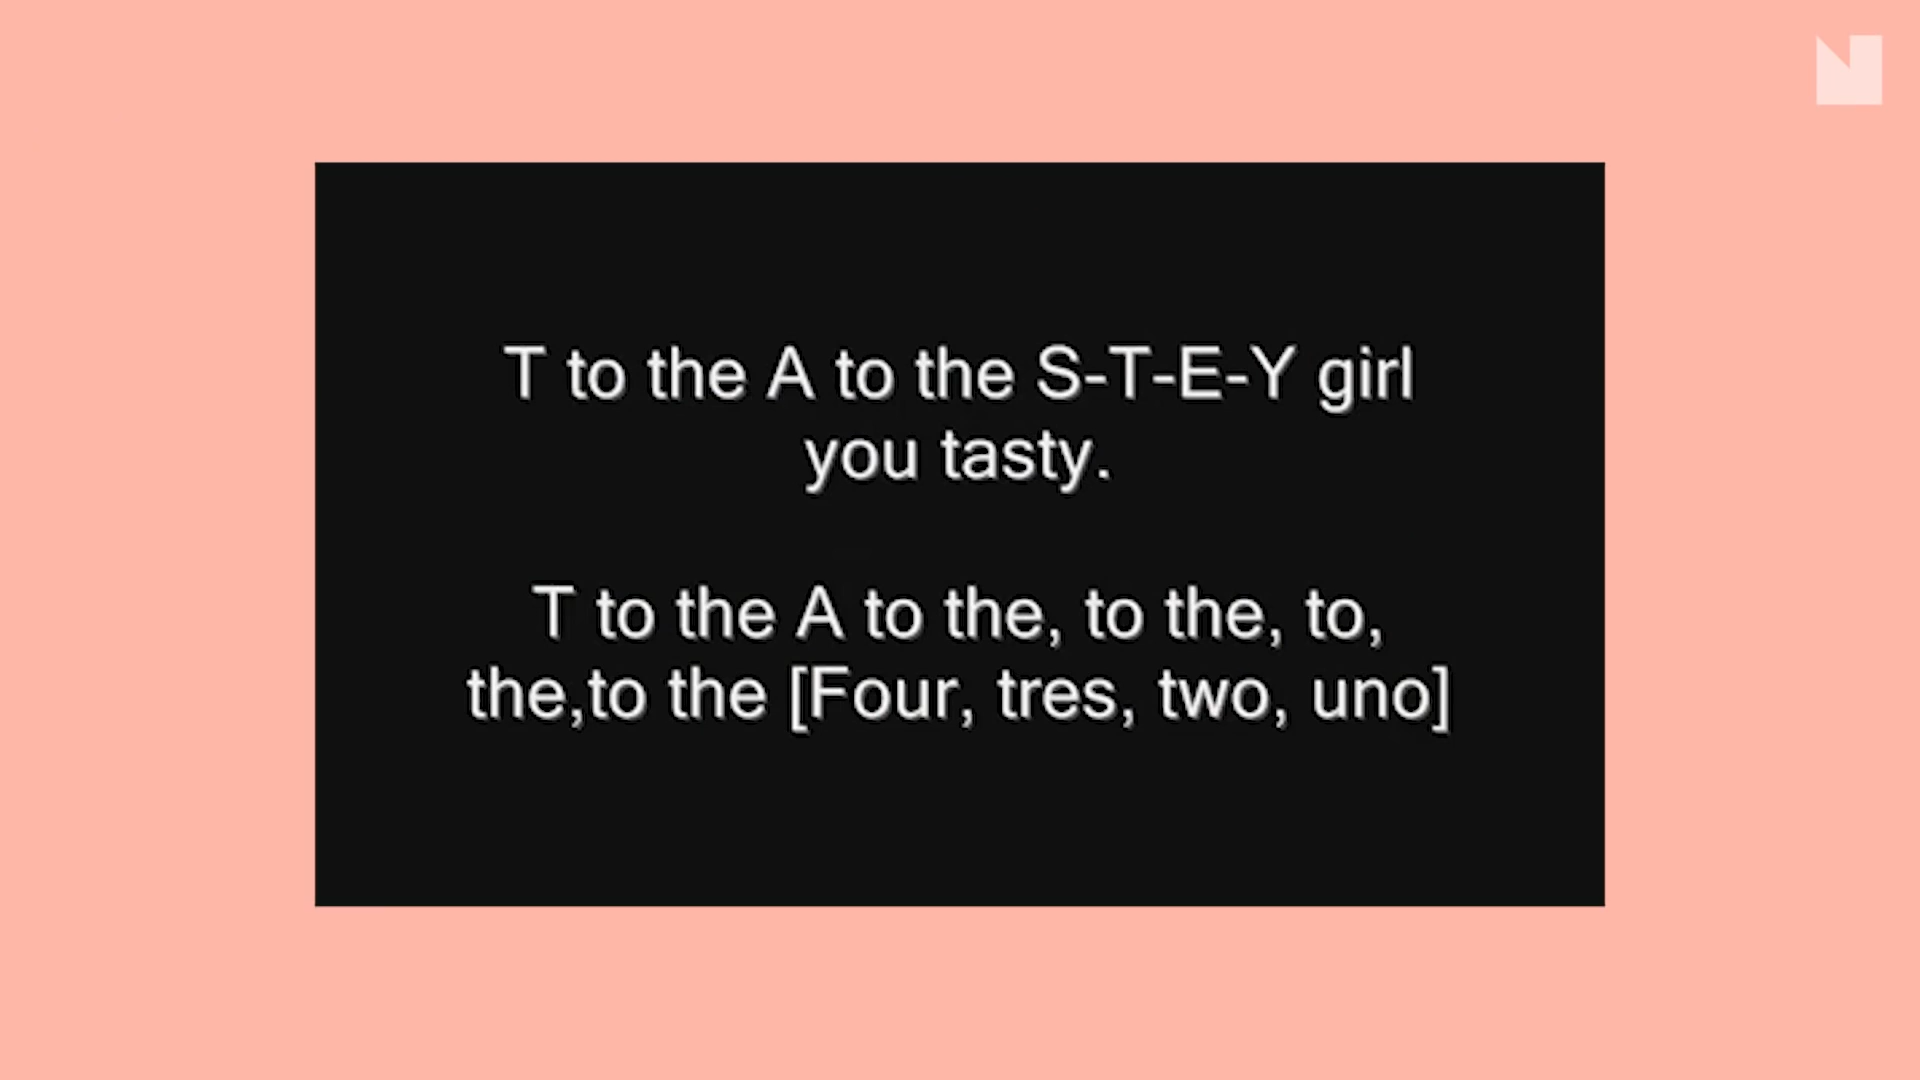 T to the A to the S-T-E-Y girl
you tasty.
T to the A to the, to the, to,
the,to the [Four, tres, two, uno]